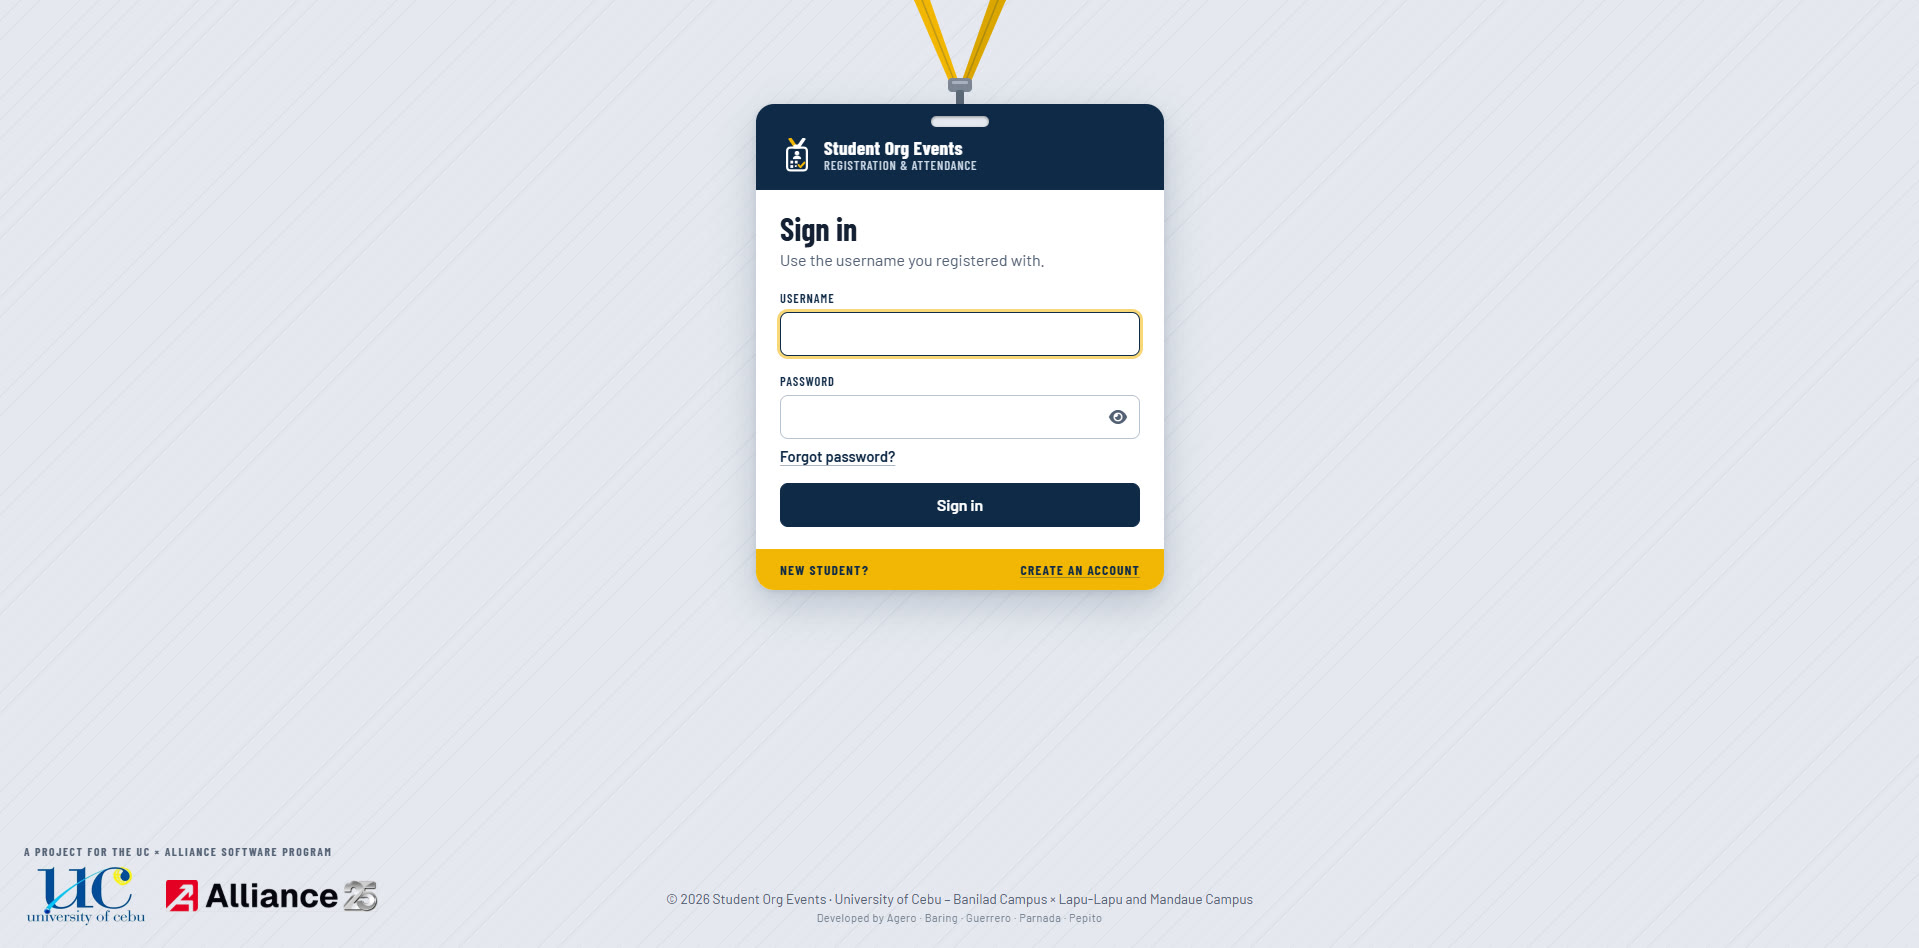 Student Org Events
REGISTRATION & ATTENDANCE
Sign in
Use the username you registered with.
USERNAME
PASSWORD
Forgot password?
Sign in
NEW STUDENT? CREATE AN ACCOUNT
A PROJECT FOR THE UC × ALLIANCE SOFTWARE PROGRAM
uc
university of cebu
Alliance 25
© 2026 Student Org Events · University of Cebu – Banilad Campus × Lapu-Lapu and Mandaue Campus
Developed by Agero · Baring · Guerrero · Parnada · Pepito